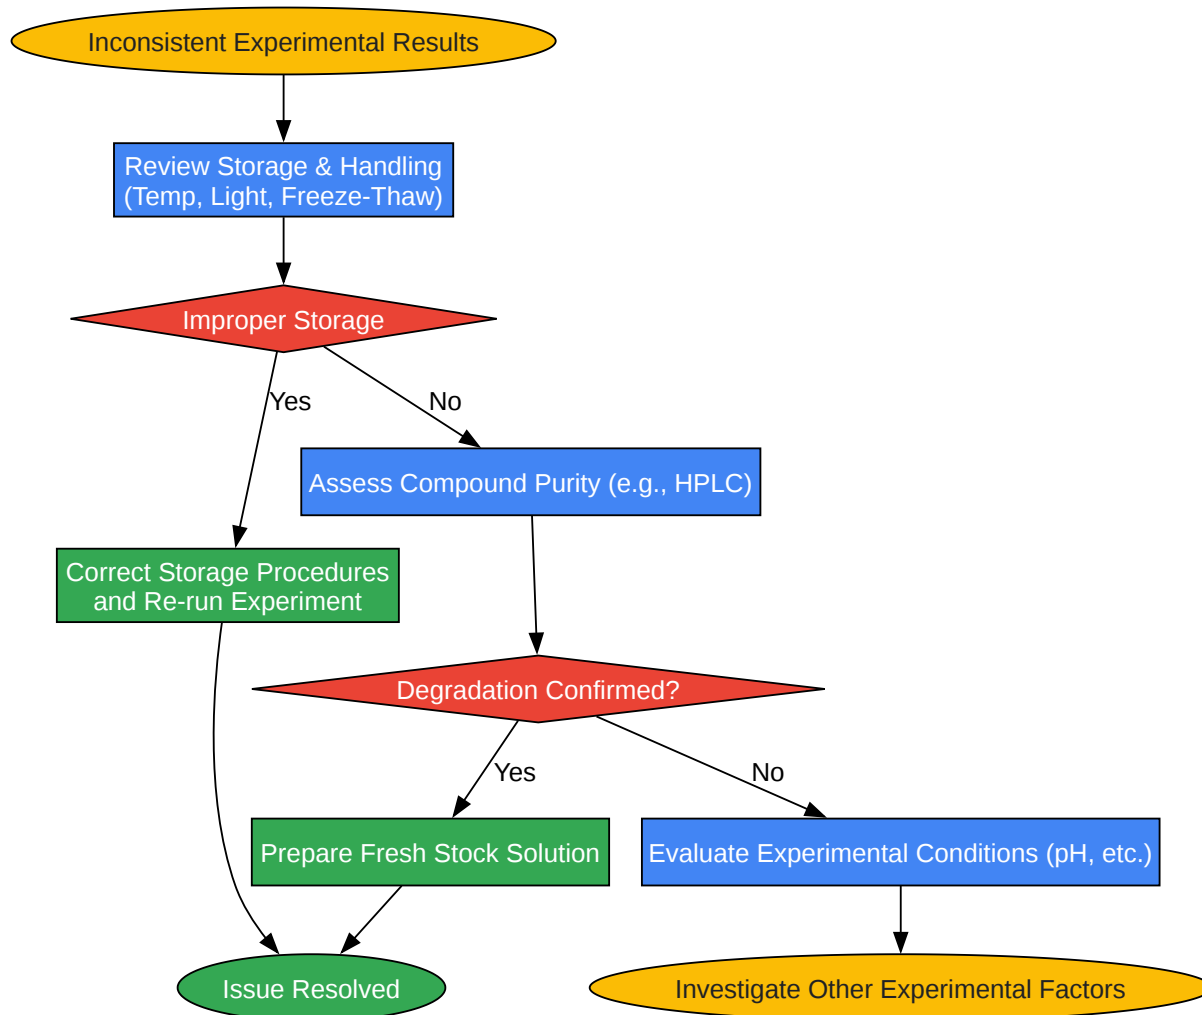 Inconsistent Experimental Results
Review Storage & Handling
(Temp, Light, Freeze-Thaw)
Improper Storage
Yes
No
Assess Compound Purity (e.g., HPLC)
Correct Storage Procedures
and Re-run Experiment
Degradation Confirmed?
Yes
No
Prepare Fresh Stock Solution
Evaluate Experimental Conditions (pH, etc.)
Issue Resolved
Investigate Other Experimental Factors